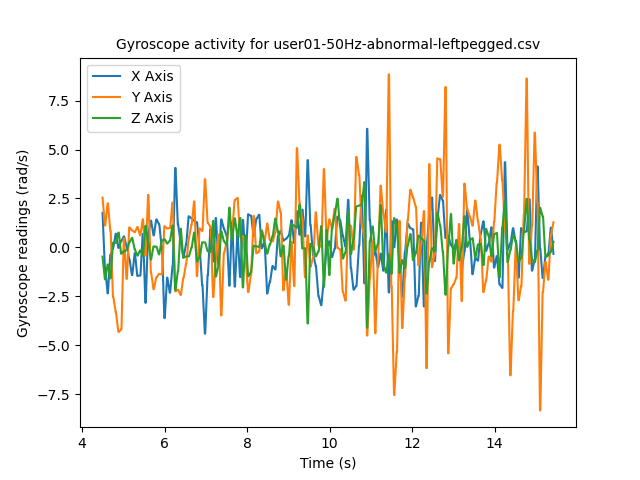 Gyroscope activity for user01-50Hz-abnormal-leftpegged.csv
X Axis
Y Axis
Z Axis
Gyroscope readings (rad/s)
7.5
5.0
2.5
0.0
−2.5
−5.0
−7.5
4 6 8 10 12 14
Time (s)